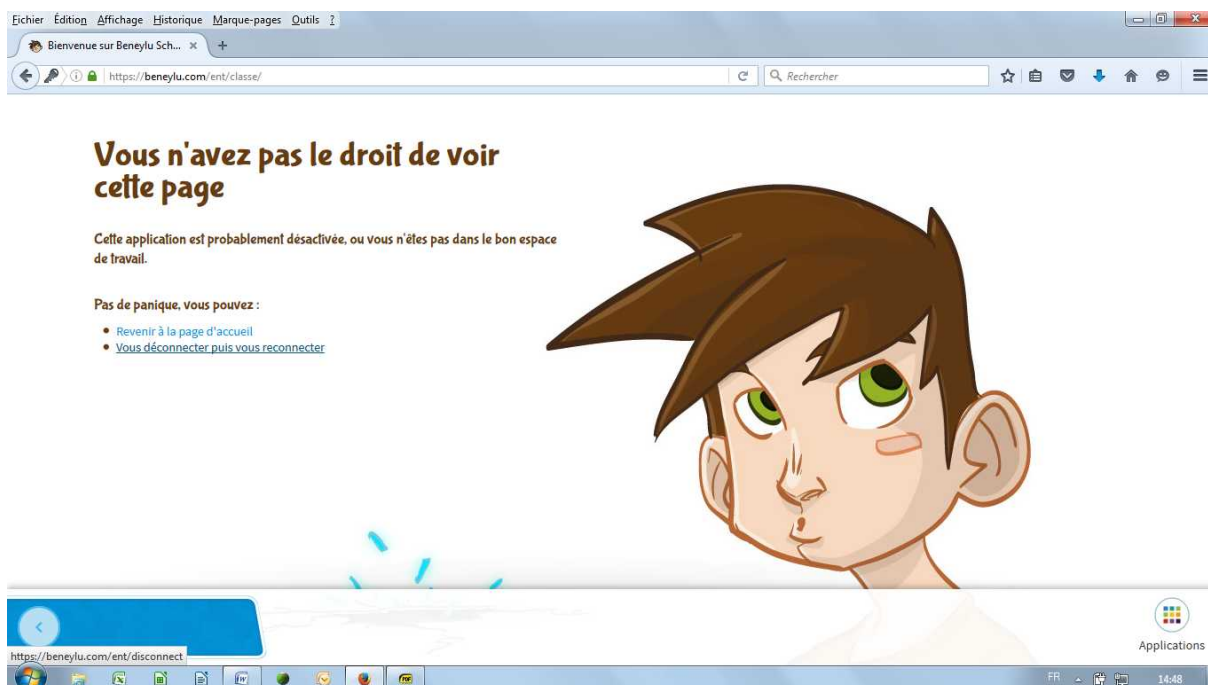 Fichier Édition Affichage Historique Marque-pages Outils ?
Bienvenue sur Beneylu Sch...
https://beneylu.com/ent/classe/
Rechercher
Vous n'avez pas le droit de voir
cette page
Cette application est probablement désactivée, ou vous n'êtes pas dans le bon espace
de travail.
Pas de panique, vous pouvez :
Revenir à la page d'accueil
Vous déconnecter puis vous reconnecter
Applications
https://beneylu.com/ent/disconnect
PDF
FR
14:48